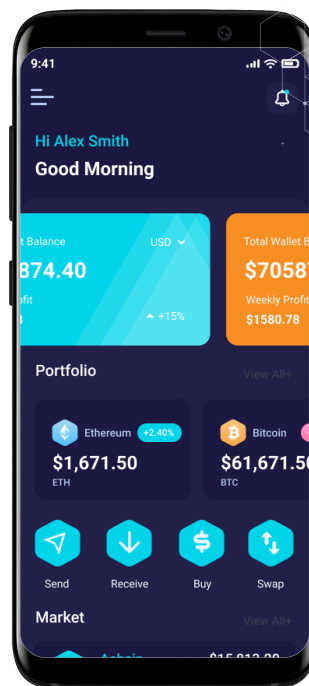 9:41
Hi Alex Smith
Good Morning
Balance
USD
874.40
+15%
Total Wallet
$7058
Weekly Profit
$1580.78
Portfolio
View All+
Ethereum
+2.40%
$1,671.50
ETH
Bitcoin
$61,671.50
BTC
Send
Receive
Buy
Swap
Market
View All+